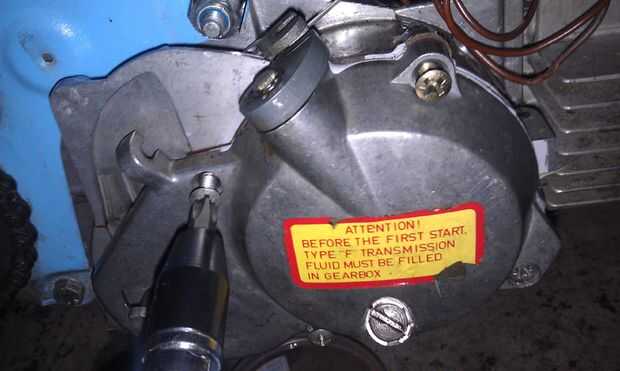 ATTENTION!
BEFORE THE FIRST START,
TYPE "F" TRANSMISSION
FLUID MUST BE FILLED
IN GEARBOX